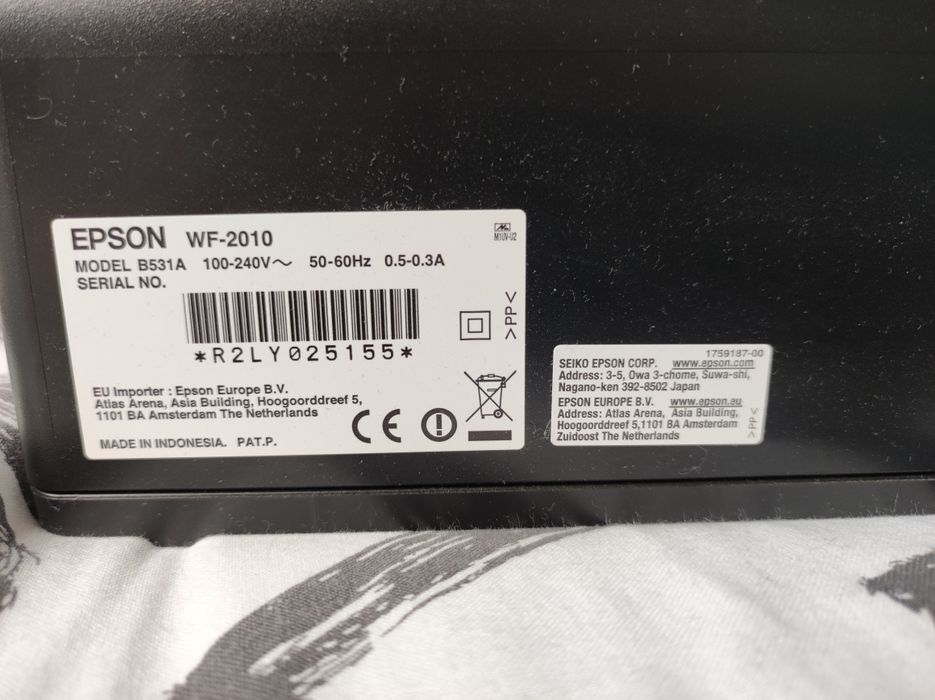 EPSON WF-2010
M1UV-U2
MODEL B531A 100-240V~ 50-60Hz 0.5-0.3A
SERIAL NO.
*R2LY025155*
>PP<
EU Importer : Epson Europe B.V.
Atlas Arena, Asia Building, Hoogoorddreef 5,
1101 BA Amsterdam The Netherlands
CE
MADE IN INDONESIA. PAT.P.
1759187-00
SEIKO EPSON CORP. www.epson.com
Address: 3-5, Owa 3-chome, Suwa-shi,
Nagano-ken 392-8502 Japan
EPSON EUROPE B.V. www.epson.eu
Address: Atlas Arena, Asia Building,
Hoogoorddreef 5,1101 BA Amsterdam
Zuidoost The Netherlands
>PP<